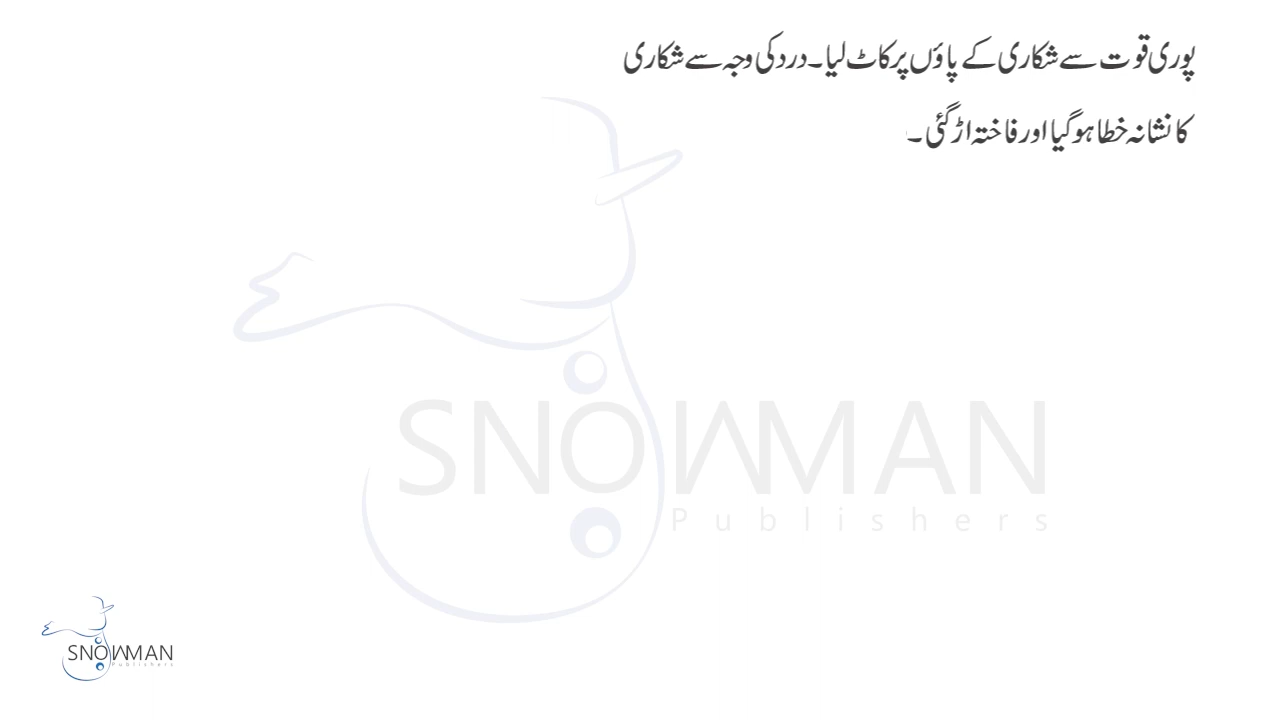 پوری قوت سے شکاری کے پاؤں پر کاٹ لیا۔ درد کی وجہ سے شکاری
کا نشانہ خطا ہو گیا اور فاختہ اڑ گئی۔
SNOWMAN
Publishers
SNOWMAN
Publishers